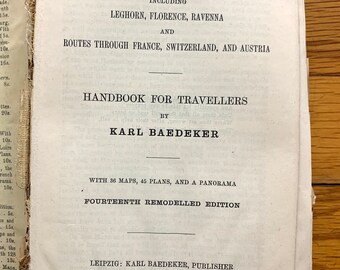 INCLUDING
LEGHORN, FLORENCE, RAVENNA
AND
ROUTES THROUGH FRANCE, SWITZERLAND, AND AUSTRIA
HANDBOOK FOR TRAVELLERS
BY
KARL BAEDEKER
WITH 36 MAPS, 45 PLANS, AND A PANORAMA
FOURTEENTH REMODELLED EDITION
LEIPZIG: KARL BAEDEKER, PUBLISHER